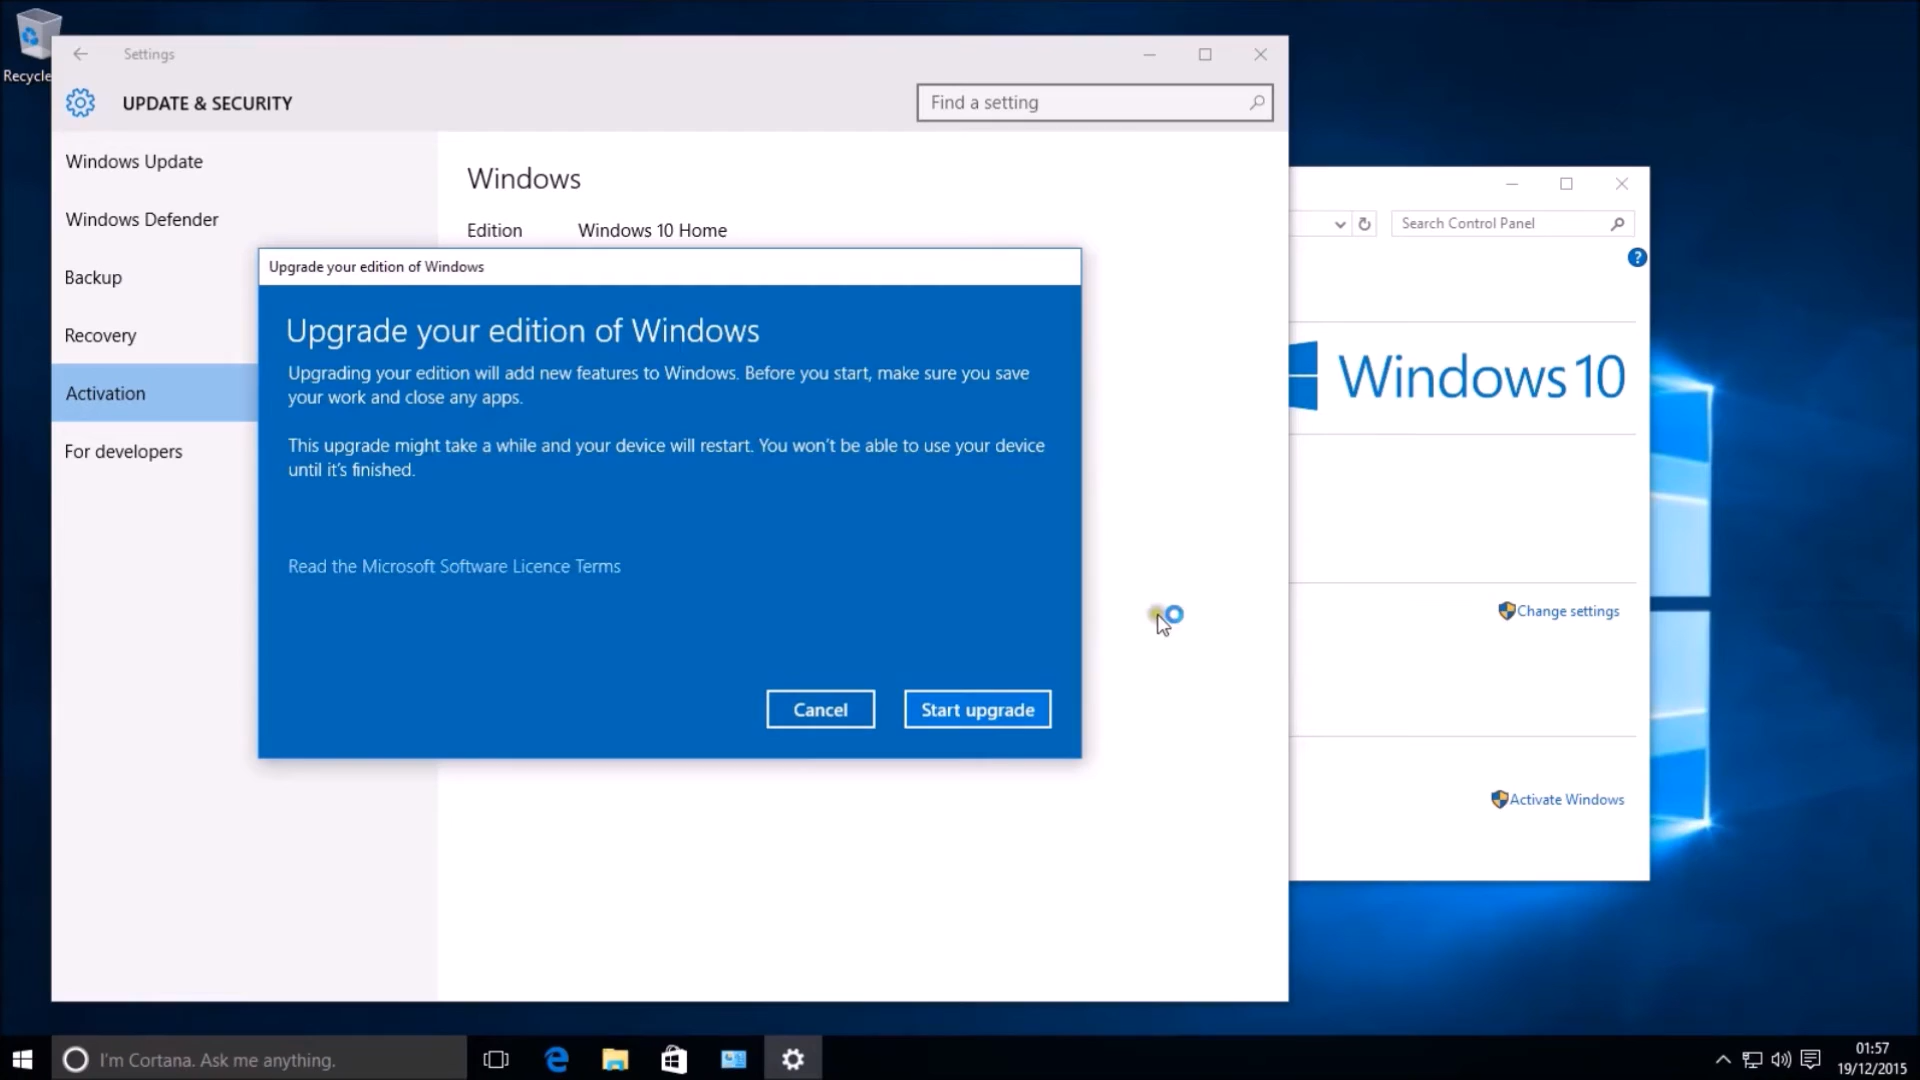 Recycle
Settings
UPDATE & SECURITY
Find a setting
Windows Update
Windows Defender
Backup
Recovery
Activation
For developers
Windows
Edition Windows 10 Home
Upgrade your edition of Windows
Upgrade your edition of Windows
Upgrading your edition will add new features to Windows. Before you start, make sure you save
your work and close any apps.
This upgrade might take a while and your device will restart. You won't be able to use your device
until it's finished.
Read the Microsoft Software Licence Terms
Cancel
Start upgrade
Search Control Panel
?
Windows 10
Change settings
Activate Windows
I'm Cortana. Ask me anything.
01:57
19/12/2015